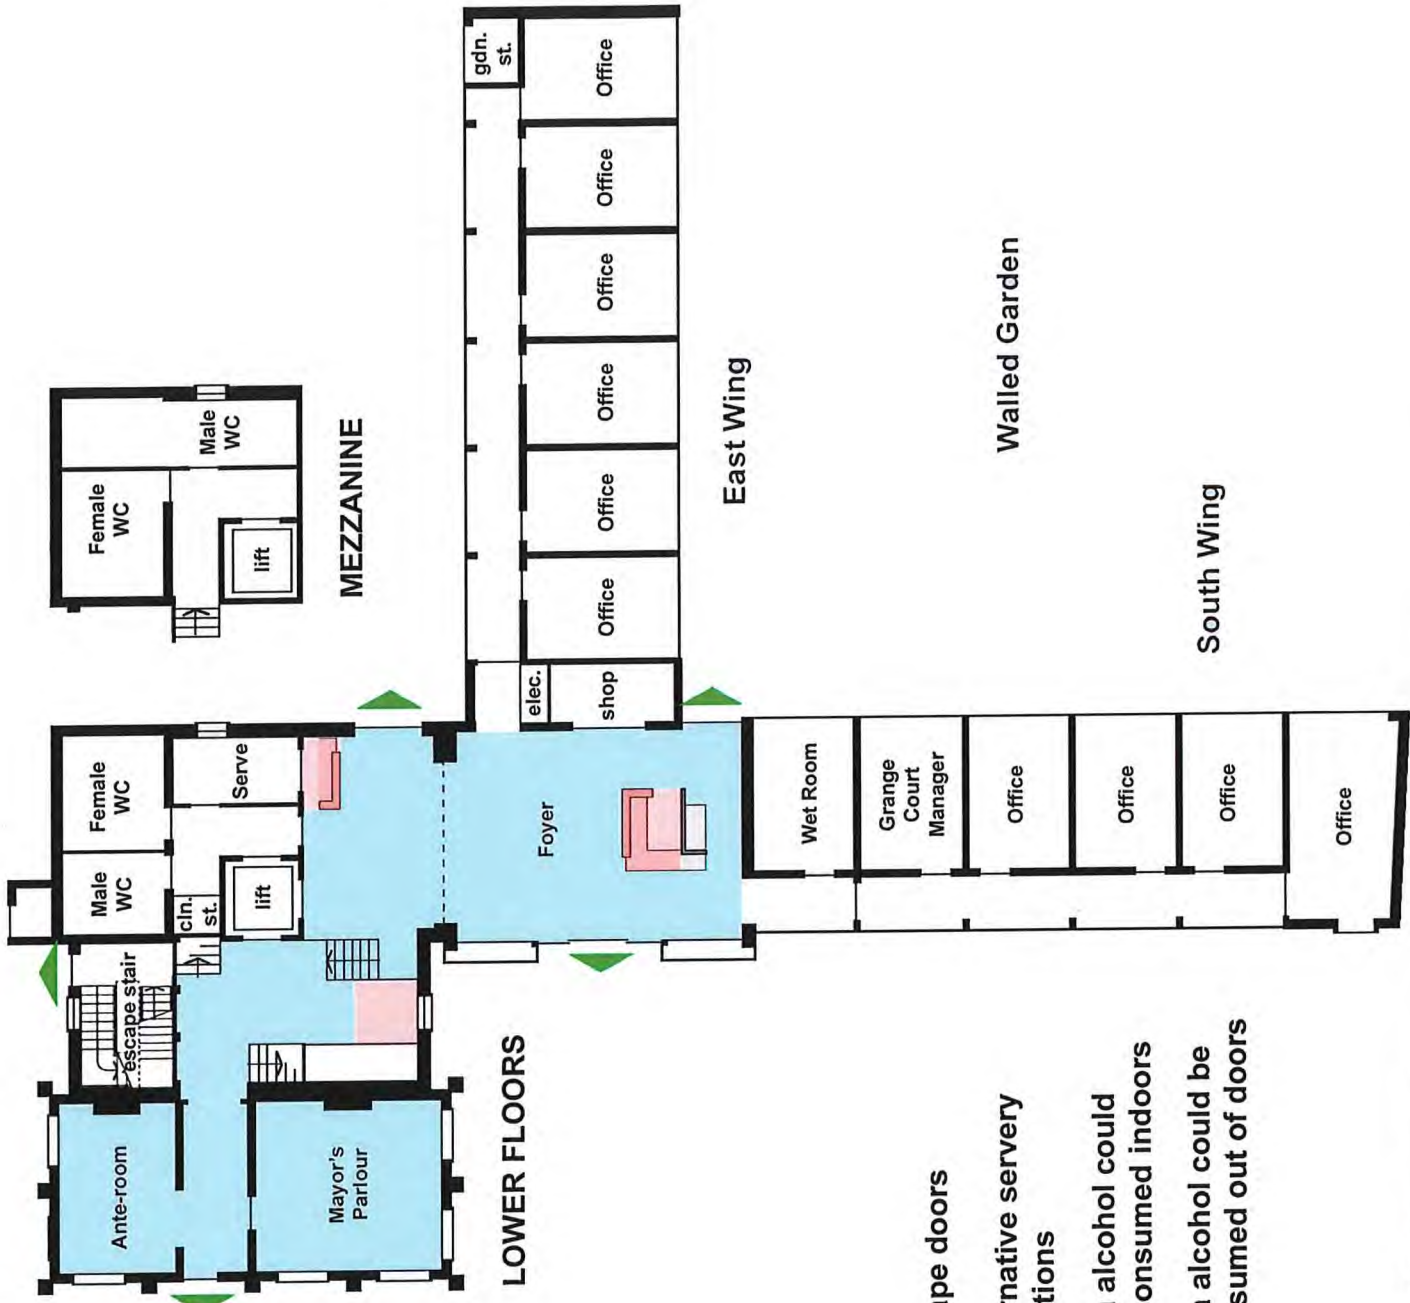 gdn.
st.
Office
Office
Office
Office
Office
Office
elec.
shop
East Wing
Walled Garden
MEZZANINE
Female
WC
Male
WC
lift
Female
WC
Male
WC
Serve
cln.
st.
lift
escape stair
Foyer
Ante-room
Mayor's
Parlour
LOWER FLOORS
Wet Room
Grange
Court
Manager
Office
Office
Office
Office
South Wing
ape doors
rnative servery
tions
alcohol could
onsumed indoors
alcohol could be
sumed out of doors